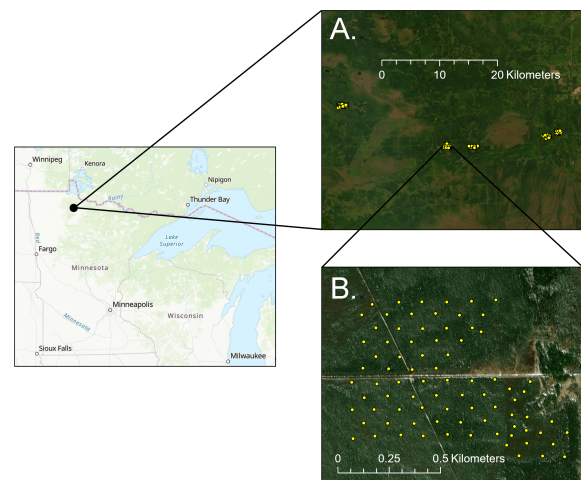 A.
0 10 20 Kilometers
Winnipeg
Kenora
Nipigon
Rainy
Thunder Bay
Red
Lake
Superior
Fargo
Minnesota
Minneapolis
Minnesota
Wisconsin
Sioux Falls
Milwaukee
B.
0 0.25 0.5 Kilometers